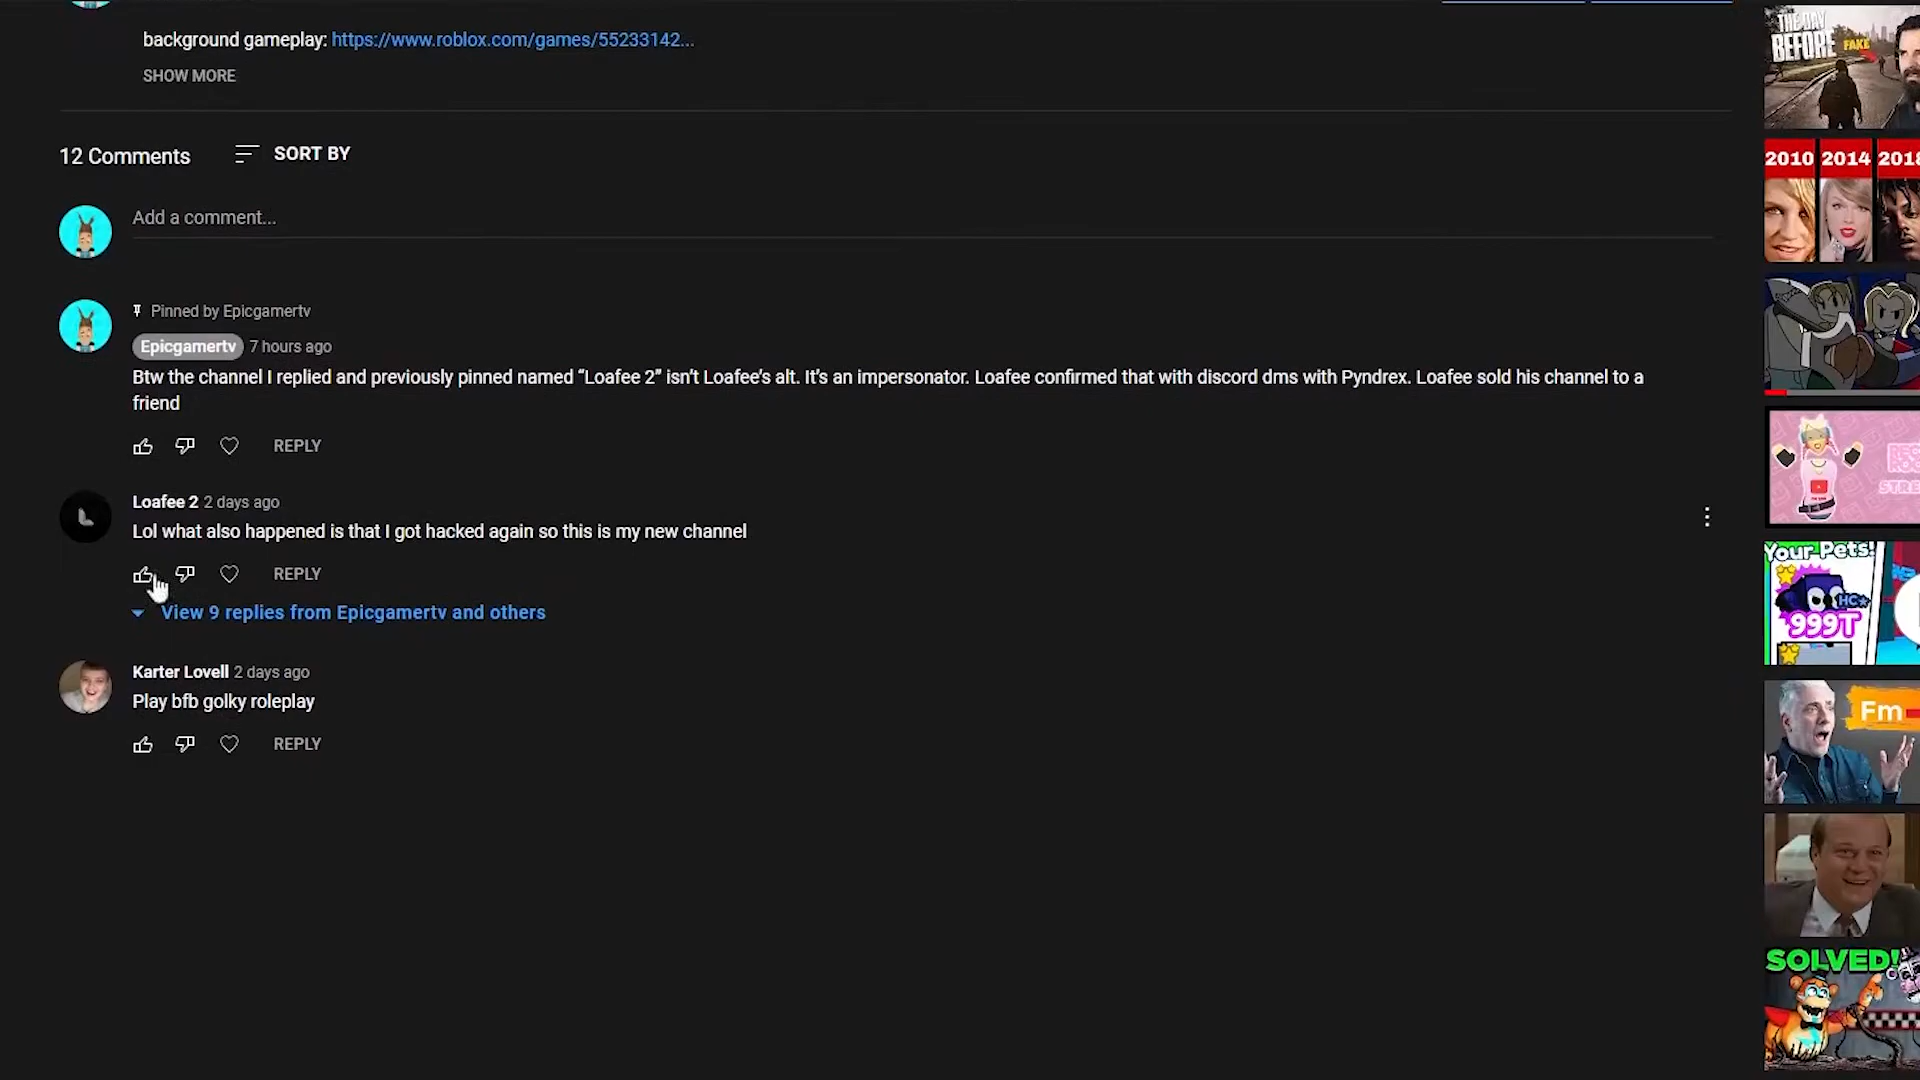 background gameplay: https://www.roblox.com/games/55233142...
SHOW MORE
12 Comments
SORT BY
Add a comment...
Pinned by Epicgamertv
Epicgamertv 7 hours ago
Btw the channel I replied and previously pinned named “Loafee 2” isn’t Loafee’s alt. It’s an impersonator. Loafee confirmed that with discord dms with Pyndrex. Loafee sold his channel to a
friend
REPLY
Loafee 2 2 days ago
Lol what also happened is that I got hacked again so this is my new channel
REPLY
View 9 replies from Epicgamertv and others
Karter Lovell 2 days ago
Play bfb golky roleplay
REPLY
THE DAY
BEFORE
FAKE
2010 2014 2018
Your Pets!
HC
999T
Fm
SOLVED!